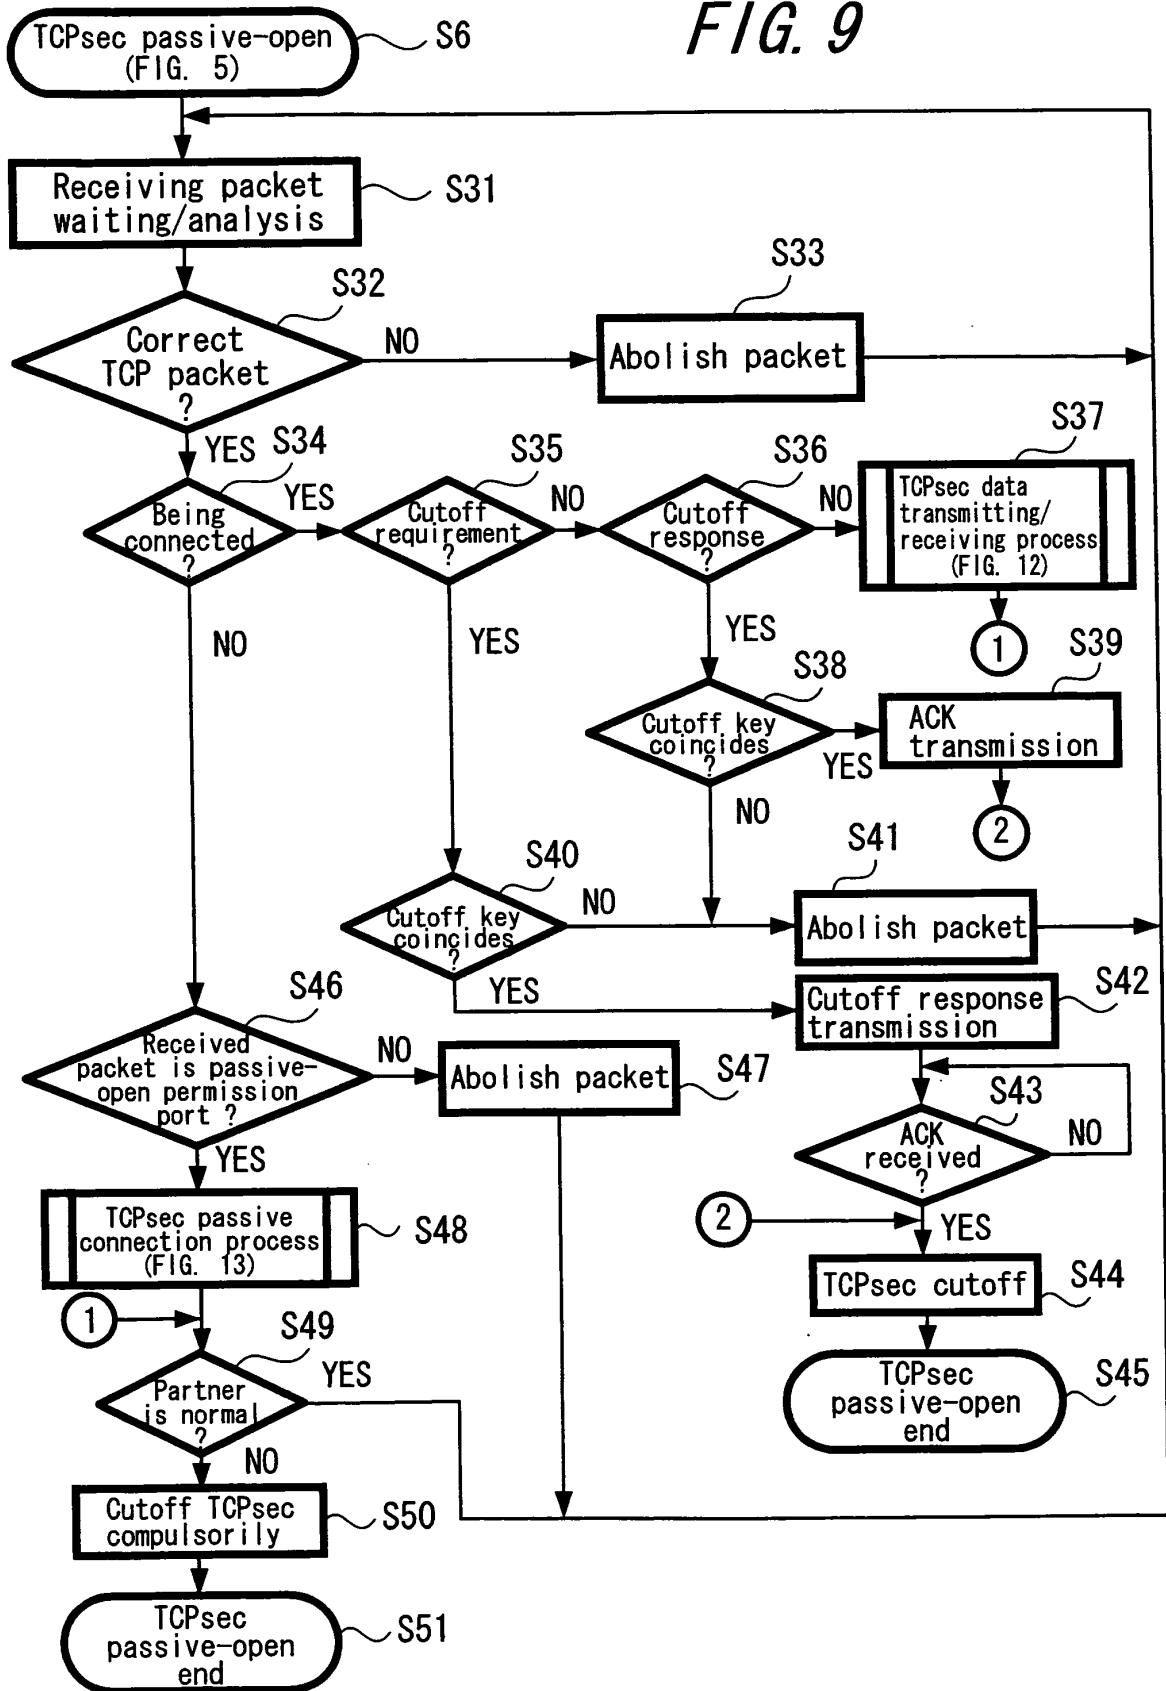 FIG. 9
TCPsec passive-open
(FIG. 5)
S6
Receiving packet
waiting/analysis
S31
Correct
TCP packet
?
S32
NO
YES
Abolish packet
S33
Being
connected
?
S34
YES
NO
Cutoff
requirement
?
S35
NO
YES
Cutoff
response
?
S36
NO
YES
TCPsec data
transmitting/
receiving process
(FIG. 12)
S37
1
Cutoff key
coincides
?
S38
YES
NO
ACK
transmission
S39
2
Cutoff key
coincides
?
S40
NO
YES
Abolish packet
S41
Cutoff response
transmission
S42
Received
packet is passive-
open permission
port ?
S46
NO
YES
Abolish packet
S47
ACK
received
?
S43
NO
YES
2
TCPsec passive
connection process
(FIG. 13)
S48
1
TCPsec cutoff
S44
Partner
is normal
?
S49
YES
NO
TCPsec
passive-open
end
S45
Cutoff TCPsec
compulsorily
S50
TCPsec
passive-open
end
S51